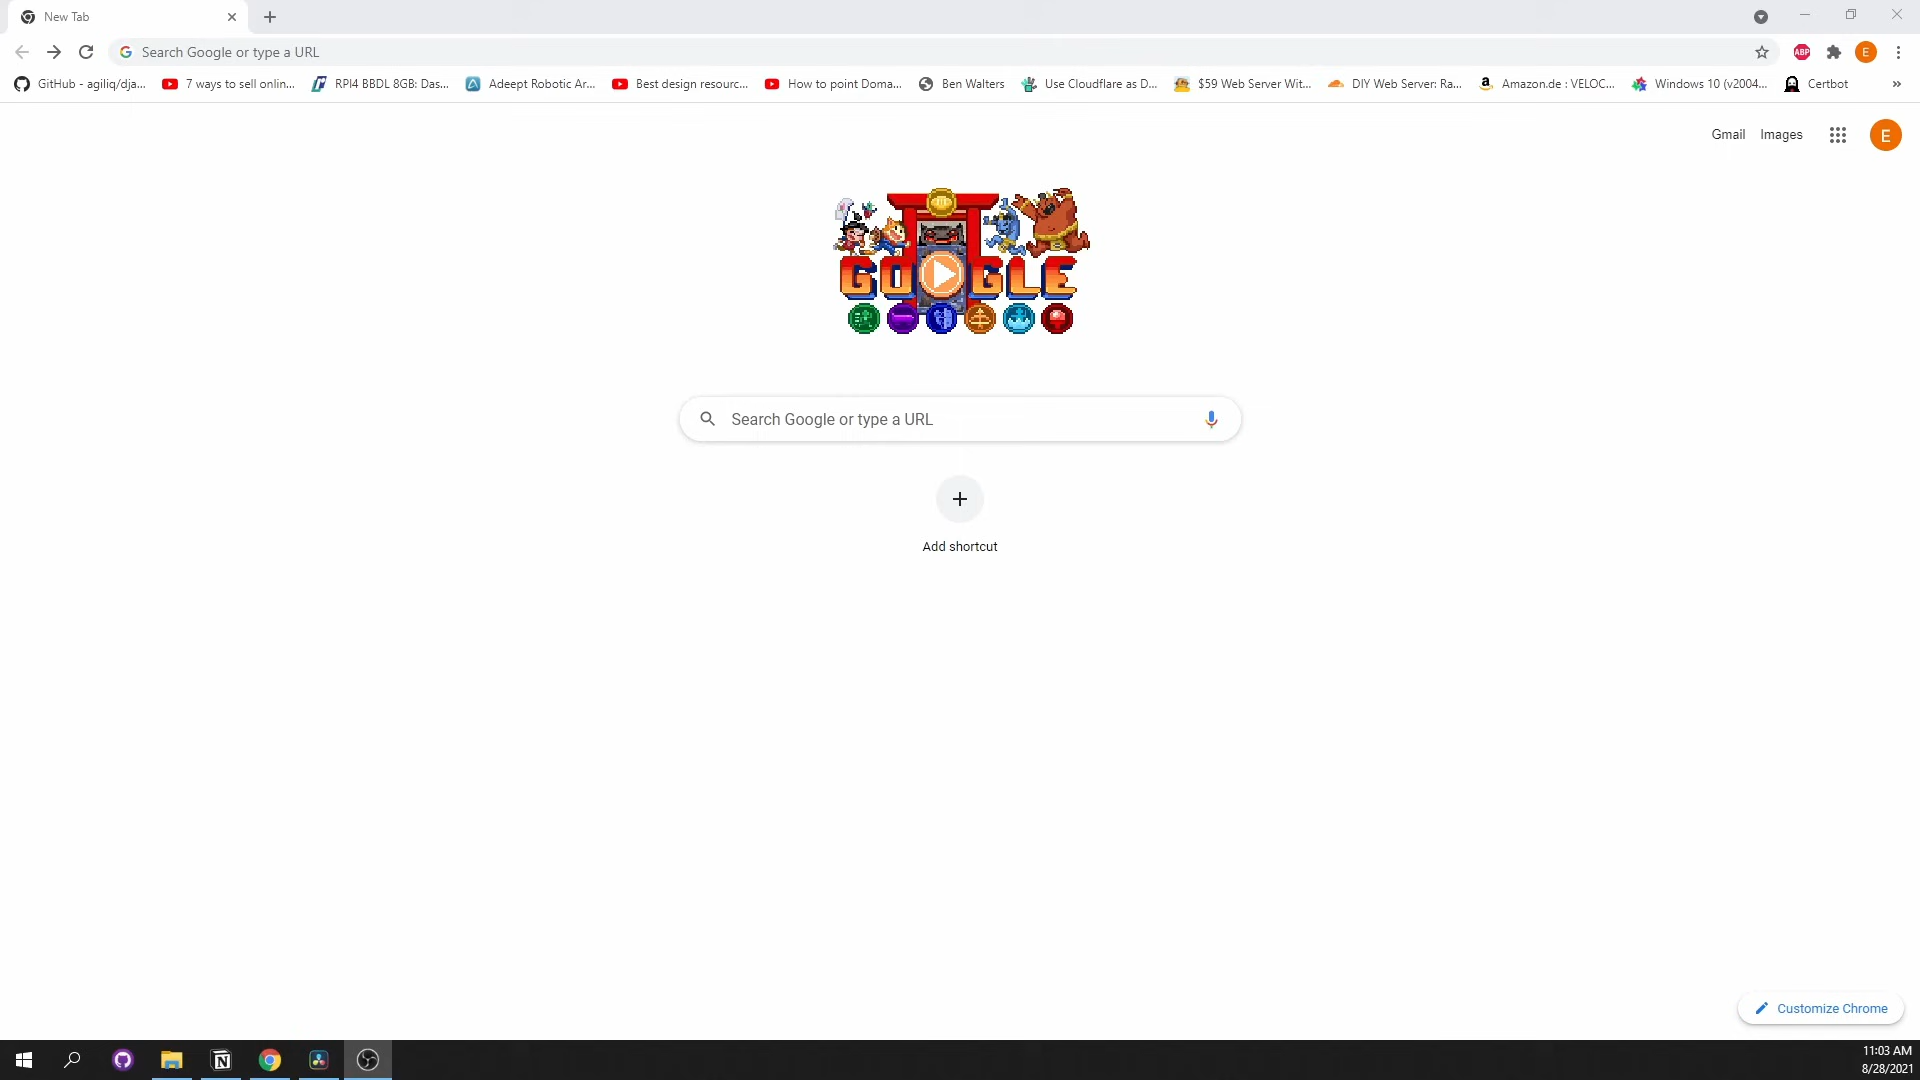 New Tab
Search Google or type a URL
ABP
E
GitHub - agiliq/dja...
7 ways to sell onlin...
RPI4 BBDL 8GB: Das...
Adeept Robotic Ar...
Best design resourc...
How to point Doma...
Ben Walters
Use Cloudflare as D...
$59 Web Server Wit...
DIY Web Server: Ra...
Amazon.de : VELOC...
Windows 10 (v2004...
Certbot
Gmail
Images
E
GOOGLE
Search Google or type a URL
Add shortcut
Customize Chrome
11:03 AM
8/28/2021